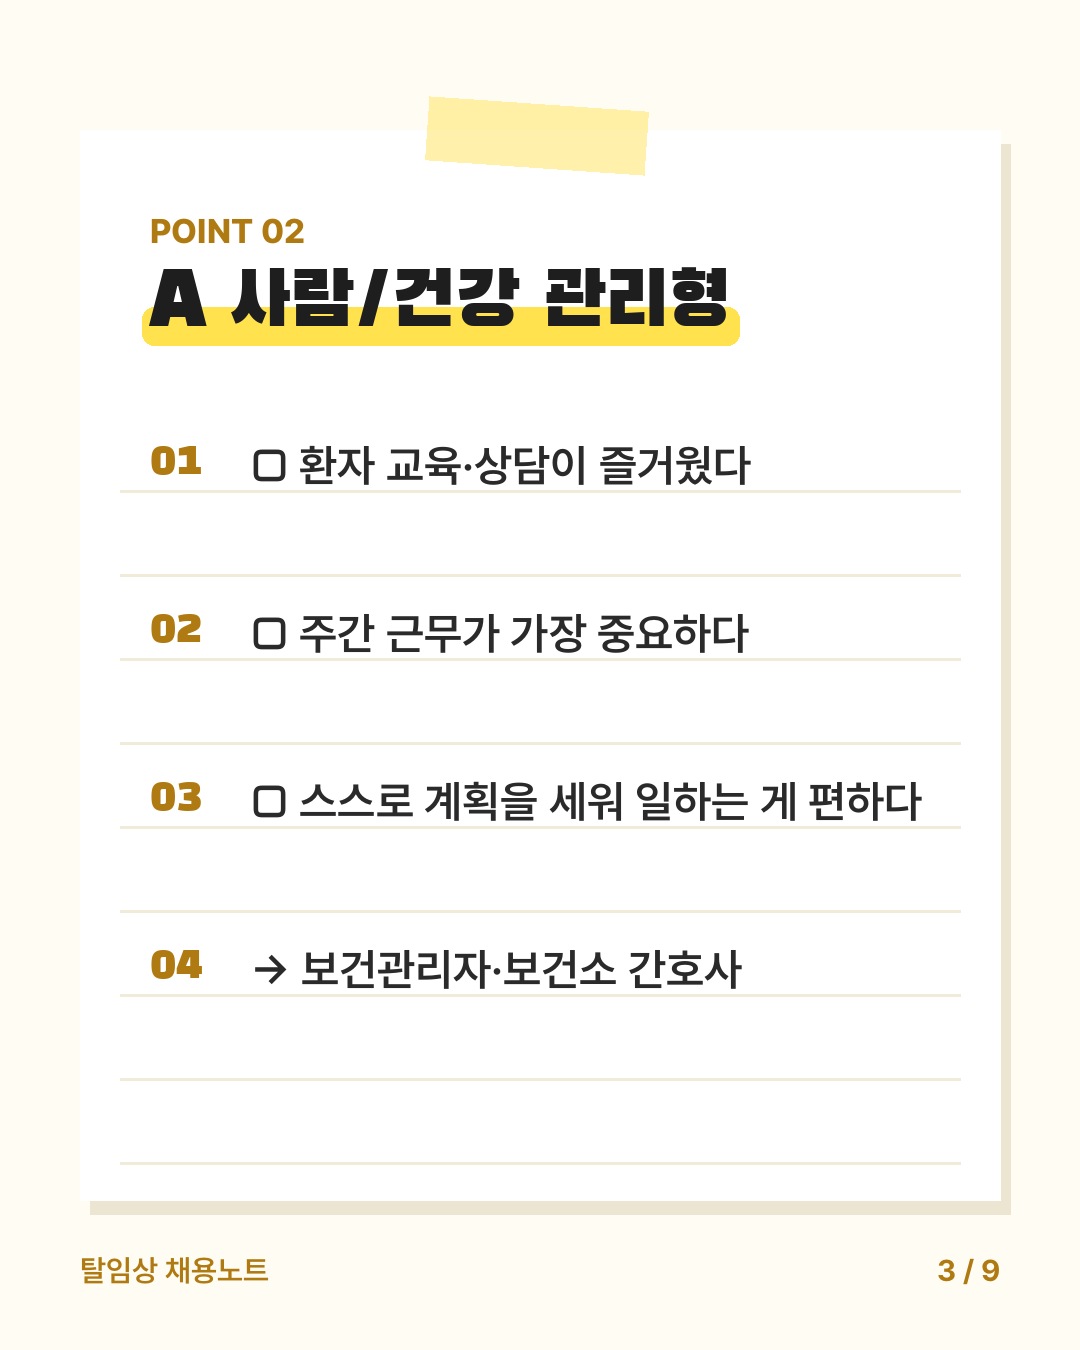 POINT 02
A 사람/건강 관리형
01 □ 환자 교육·상담이 즐거웠다
02 □ 주간 근무가 가장 중요하다
03 □ 스스로 계획을 세워 일하는 게 편하다
04 → 보건관리자·보건소 간호사
탈임상 채용노트
3 / 9